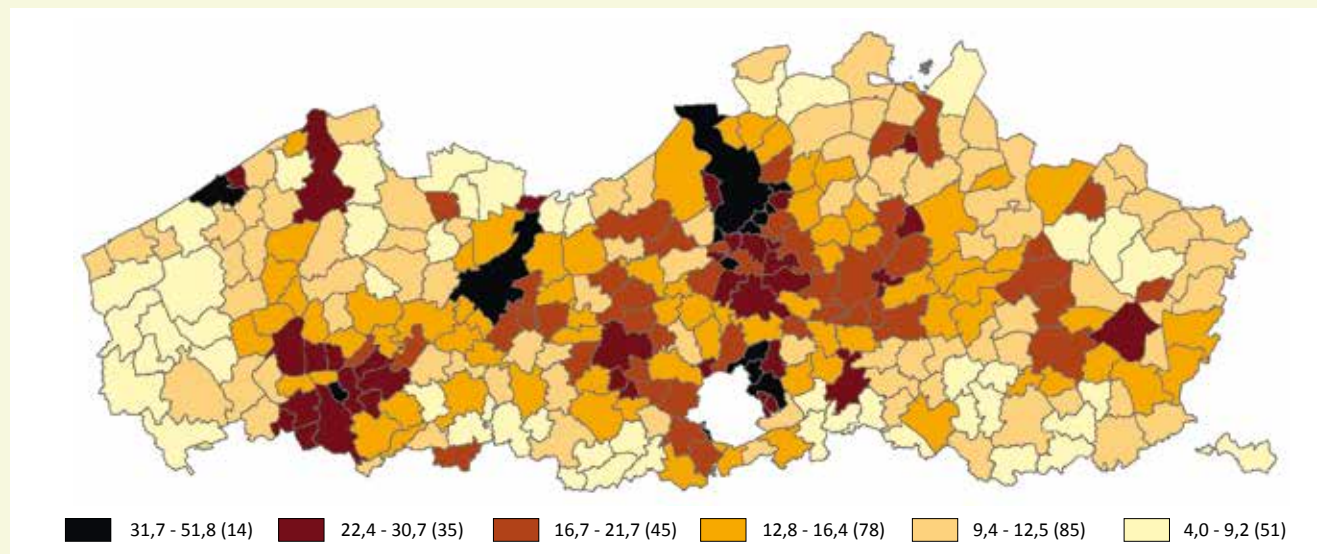 31,7 - 51,8 (14) 22,4 - 30,7 (35) 16,7 - 21,7 (45) 12,8 - 16,4 (78) 9,4 - 12,5 (85) 4,0 - 9,2 (51)